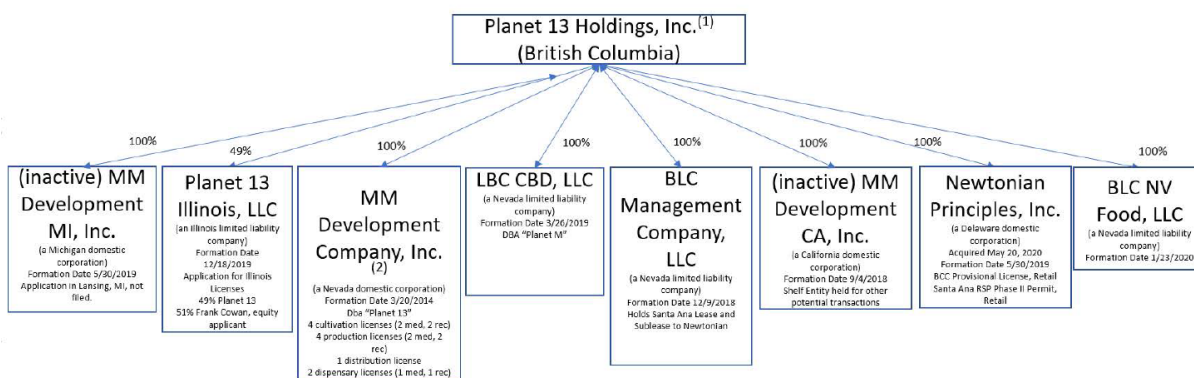 Planet 13 Holdings, Inc.(1)
(British Columbia)
100%
49%
100%
100%
100%
100%
100%
100%
(inactive) MM
Development
MI, Inc.
(a Michigan domestic
corporation)
Formation Date 5/30/2019
Application in Lansing, MI, not
filed.
Planet 13
Illinois, LLC
(an Illinois limited liability
company)
Formation Date
12/18/2019
Application for Illinois
Licenses
49% Planet 13
51% Frank Cowan, equity
applicant
MM
Development
Company, Inc.
(2)
(a Nevada domestic corporation)
Formation Date 3/20/2014
Dba “Planet 13”
4 cultivation licenses (2 med, 2 rec)
4 production licenses (2 med, 2
rec)
1 distribution license
2 dispensary licenses (1 med, 1 rec)
LBC CBD, LLC
(a Nevada limited liability
company)
Formation Date 3/26/2019
DBA “Planet M”
BLC
Management
Company,
LLC
(a Nevada limited liability
company)
Formation Date 12/9/2018
Holds Santa Ana Lease and
Sublease to Newtonian
(inactive) MM
Development
CA, Inc.
(a California domestic
corporation)
Formation Date 9/4/2018
Shelf Entity held for other
potential transactions
Newtonian
Principles, Inc.
(a Delaware domestic
corporation)
Acquired May 20, 2020
Formation Date 5/30/2019
BCC Provisional License, Retail
Santa Ana RSP Phase II Permit,
Retail
BLC NV
Food, LLC
(a Nevada limited liability
company)
Formation Date 1/23/2020